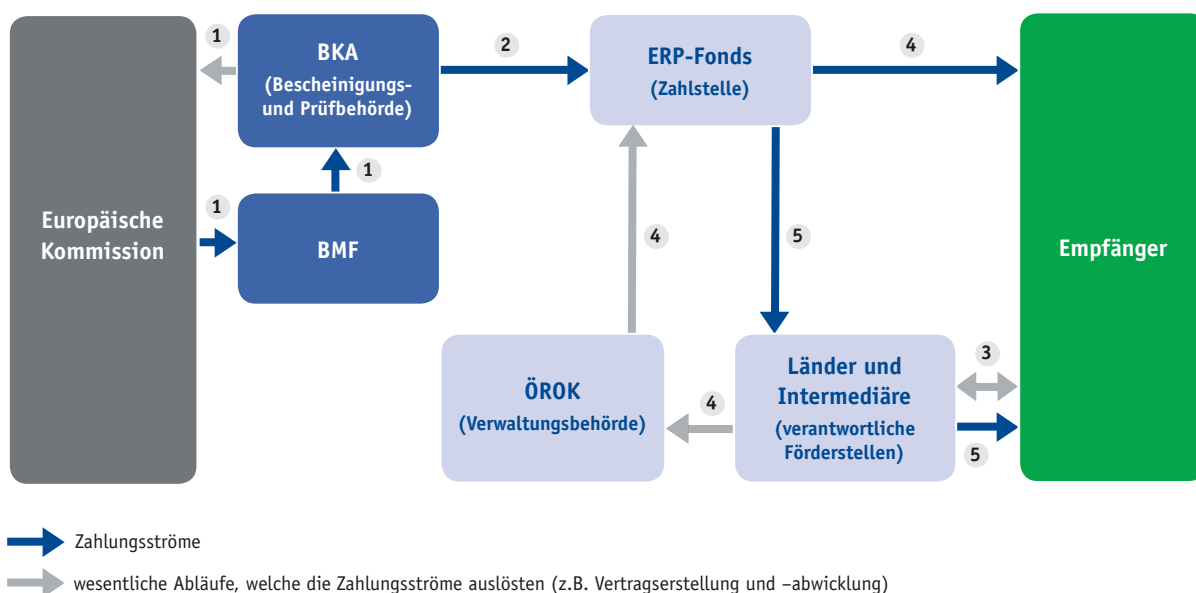 1
BKA
(Bescheinigungs-
und Prüfbehörde)
2
ERP-Fonds
(Zahlstelle)
4
1
Europäische
Kommission
1
BMF
4
5
Empfänger
ÖROK
(Verwaltungsbehörde)
4
Länder und
Intermediäre
(verantwortliche
Förderstellen)
3
5
Zahlungsströme
wesentliche Abläufe, welche die Zahlungsströme auslösten (z.B. Vertragserstellung und –abwicklung)